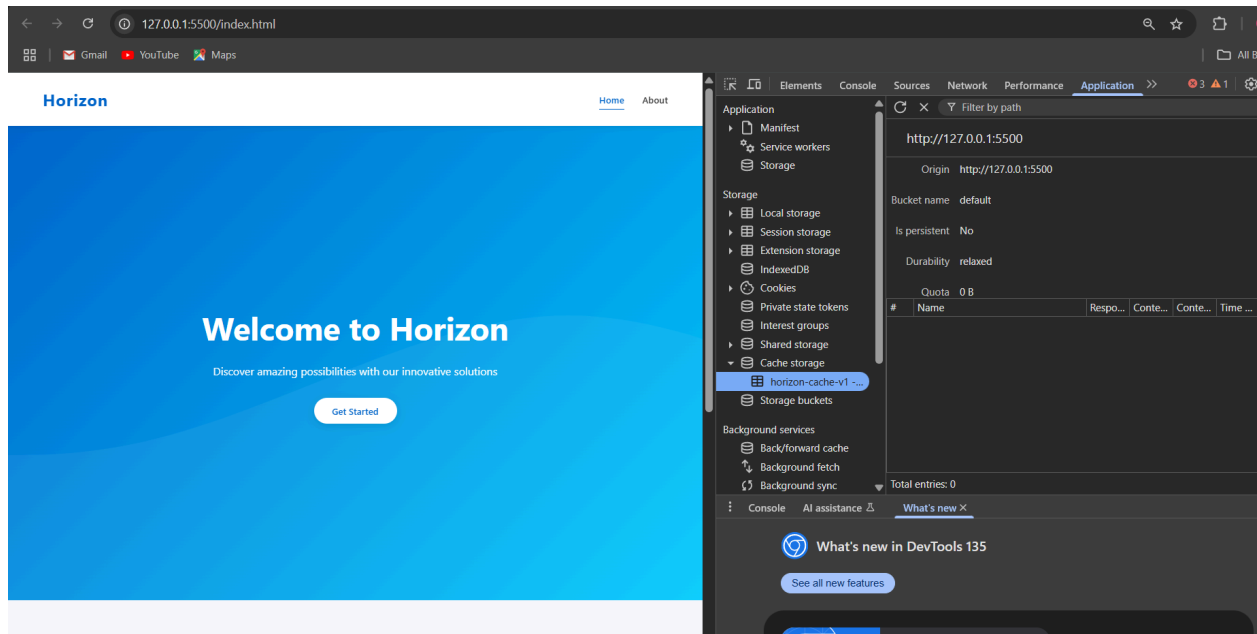 127.0.0.1:5500/index.html
Gmail YouTube Maps All B
Horizon Home About
Welcome to Horizon
Discover amazing possibilities with our innovative solutions
Get Started
Elements Console Sources Network Performance Application 3 1
Application
Manifest
Service workers
Storage
Storage
Local storage
Session storage
Extension storage
IndexedDB
Cookies
Private state tokens
Interest groups
Shared storage
Cache storage
horizon-cache-v1 -...
Storage buckets
Background services
Back/forward cache
Background fetch
Background sync
Filter by path
http://127.0.0.1:5500
Origin http://127.0.0.1:5500
Bucket name default
Is persistent No
Durability relaxed
Quota 0 B
# Name Respo... Conte... Conte... Time ...
Total entries: 0
Console AI assistance What's new
What's new in DevTools 135
See all new features